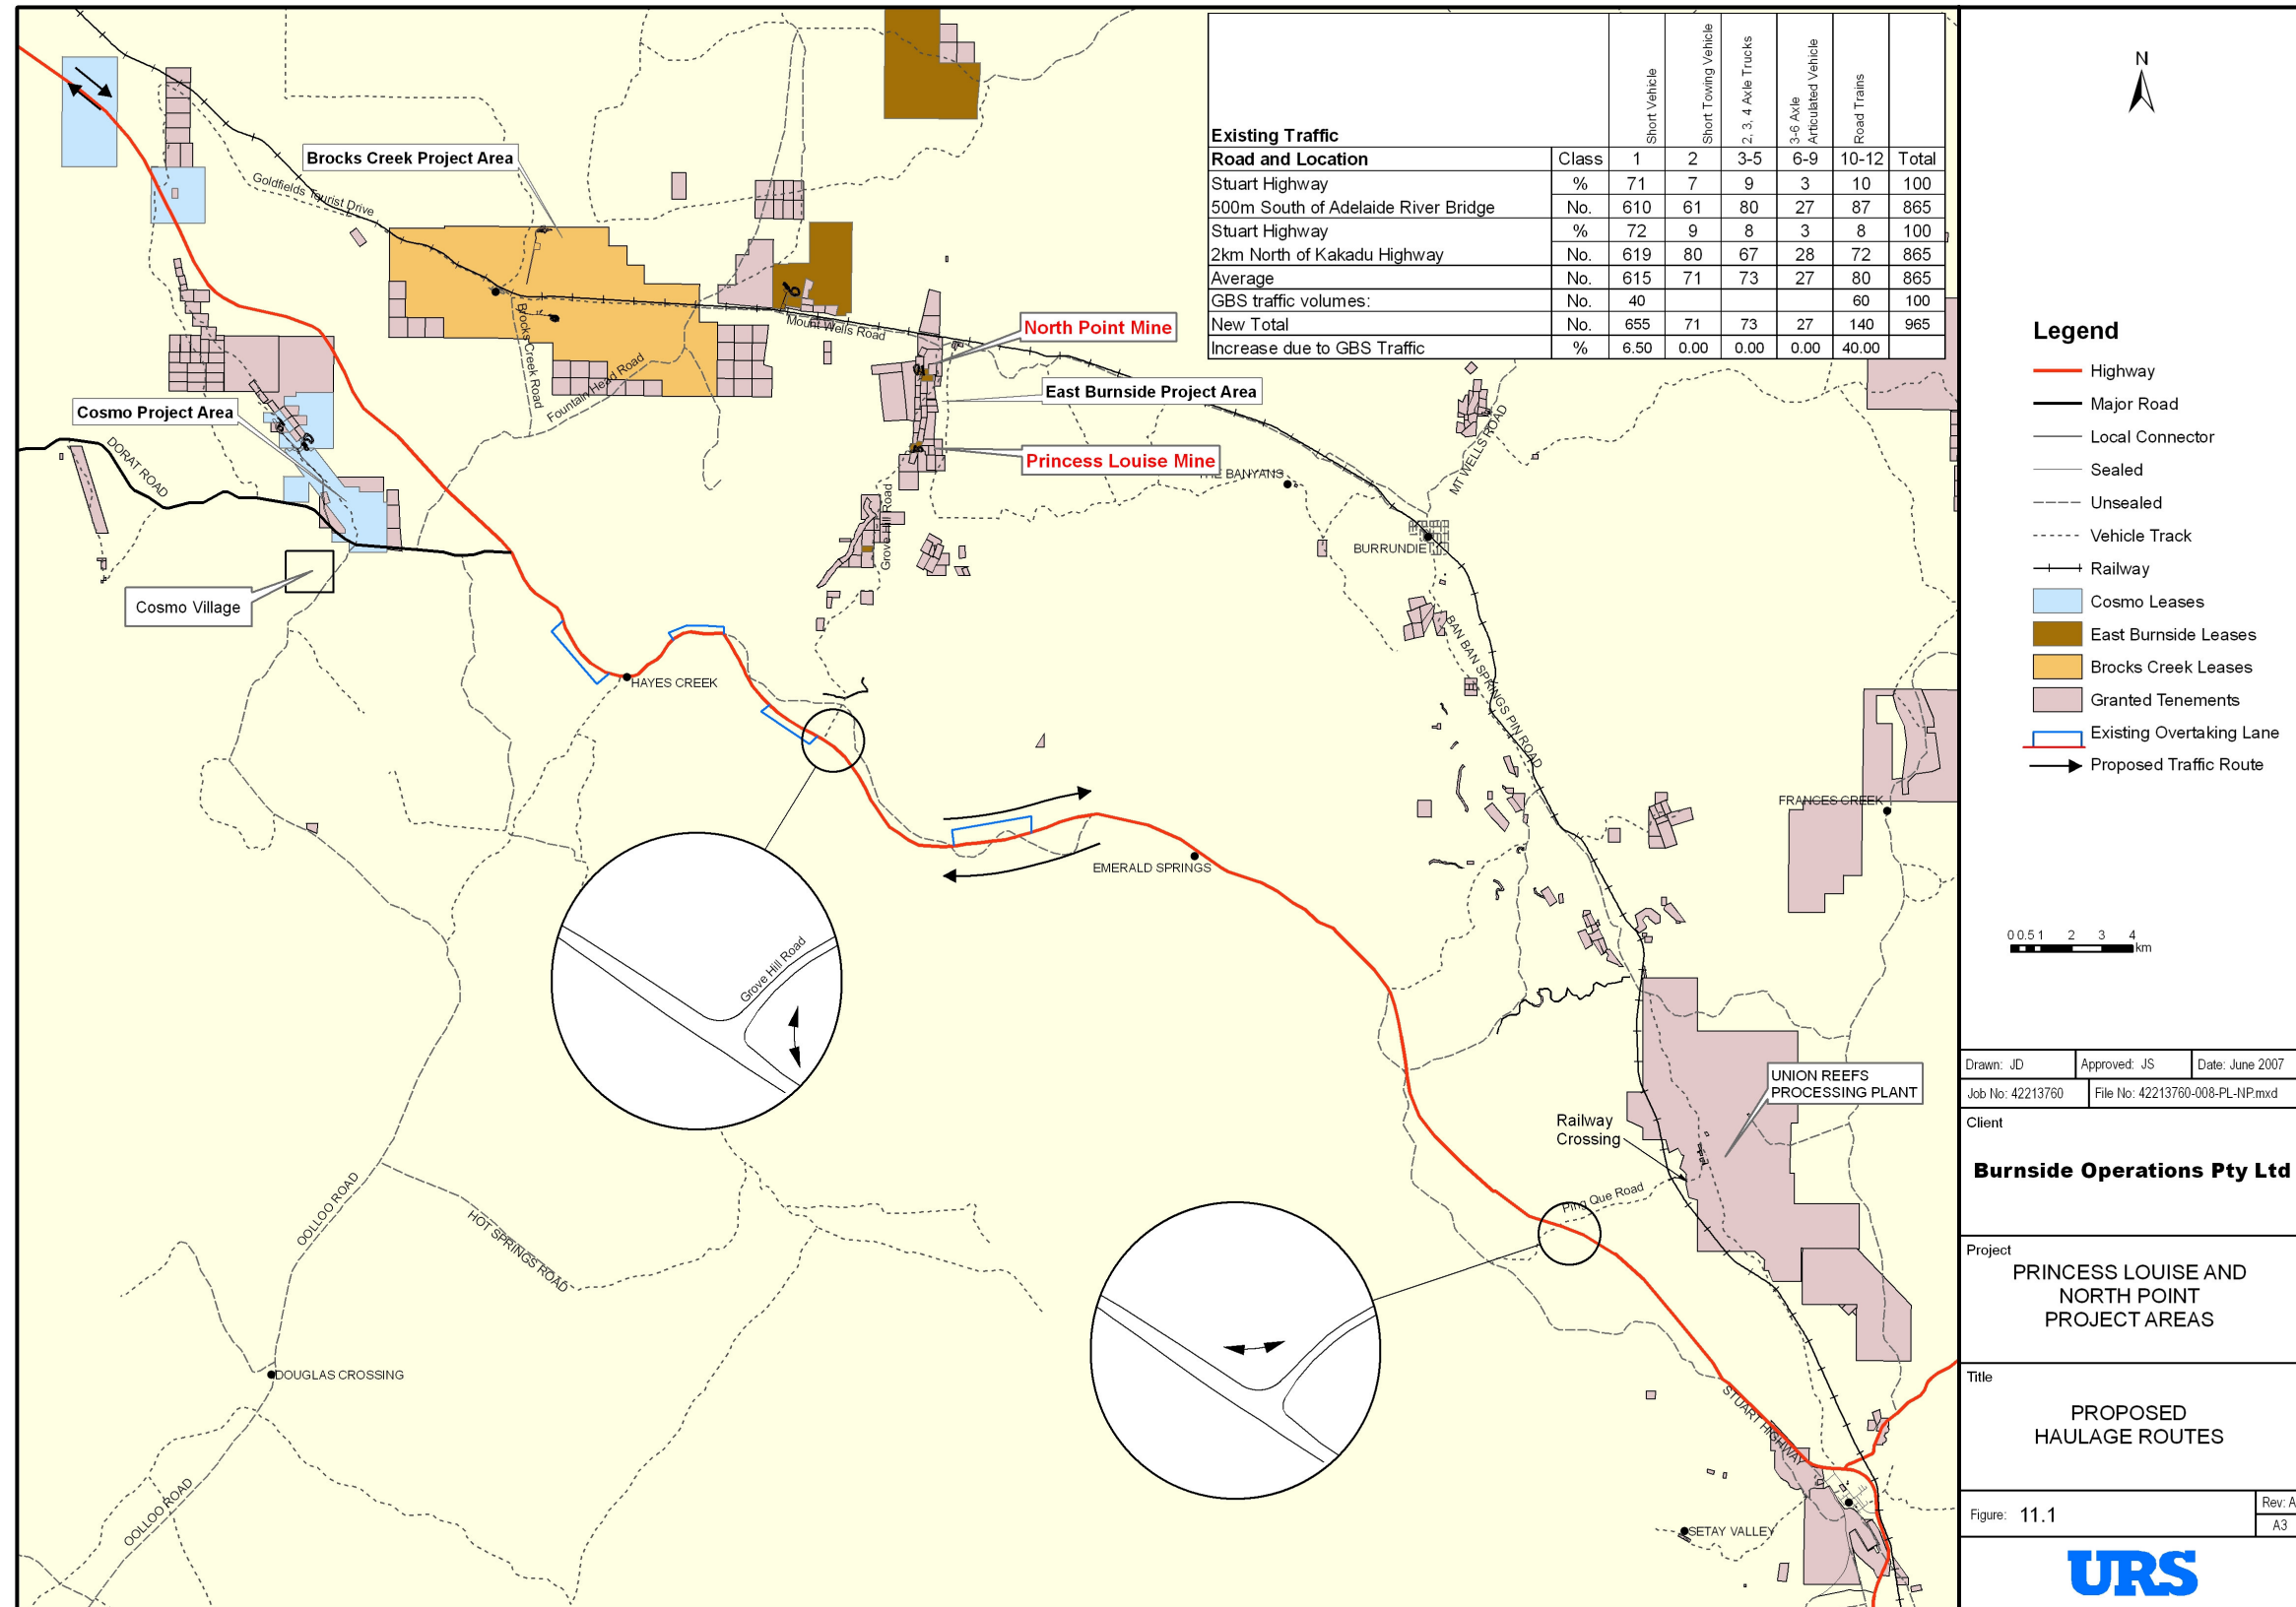 Existing Traffic
Short Vehicle
Short Towing Vehicle
2, 3, 4 Axle Trucks
3-6 Axle
Articulated Vehicle
Road Trains
Road and Location Class 1 2 3-5 6-9 10-12 Total
Stuart Highway % 71 7 9 3 10 100
500m South of Adelaide River Bridge No. 610 61 80 27 87 865
Stuart Highway % 72 9 8 3 8 100
2km North of Kakadu Highway No. 619 80 67 28 72 865
Average No. 615 71 73 27 80 865
GBS traffic volumes: No. 40 60 100
New Total No. 655 71 73 27 140 965
Increase due to GBS Traffic % 6.50 0.00 0.00 0.00 40.00
Brocks Creek Project Area
Goldfields Tourist Drive
Brocks Creek Road
Fountain Head Road
Mount Wells Road
North Point Mine
East Burnside Project Area
Princess Louise Mine
Cosmo Project Area
DORAT ROAD
Cosmo Village
Grove Hill Road
BANYANS
MT WELLS ROAD
BURRUNDIE
BAN BAN SPRINGS PIN ROAD
HAYES CREEK
EMERALD SPRINGS
FRANCES CREEK
Grove Hill Road
UNION REEFS
PROCESSING PLANT
Railway
Crossing
Ping Que Road
OOLLOO ROAD
HOT SPRINGS ROAD
DOUGLAS CROSSING
OOLLOO ROAD
STUART HIGHWAY
SETAY VALLEY
N
Legend
Highway
Major Road
Local Connector
Sealed
Unsealed
Vehicle Track
Railway
Cosmo Leases
East Burnside Leases
Brocks Creek Leases
Granted Tenements
Existing Overtaking Lane
Proposed Traffic Route
0 0.5 1 2 3 4
km
Drawn: JD Approved: JS Date: June 2007
Job No: 42213760 File No: 42213760-008-PL-NP.mxd
Client
Burnside Operations Pty Ltd
Project
PRINCESS LOUISE AND
NORTH POINT
PROJECT AREAS
Title
PROPOSED
HAULAGE ROUTES
Figure: 11.1
Rev: A
A3
URS